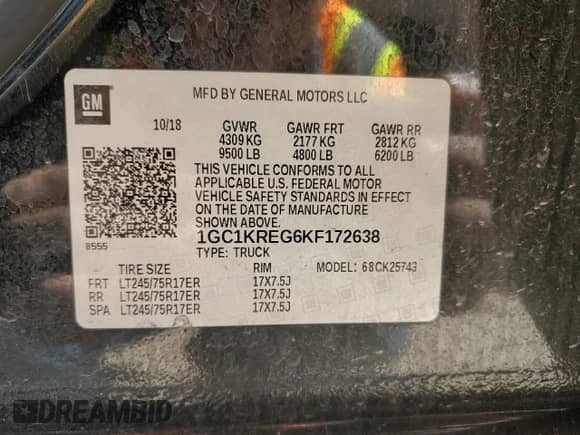 GM
MFD BY GENERAL MOTORS LLC
10/18 GVWR GAWR FRT GAWR RR
4309 KG 2177 KG 2812 KG
9500 LB 4800 LB 6200 LB
THIS VEHICLE CONFORMS TO ALL
APPLICABLE U.S. FEDERAL MOTOR
VEHICLE SAFETY STANDARDS IN EFFECT
ON THE DATE OF MANUFACTURE
SHOWN ABOVE.
8555
1GC1KREG6KF172638
TYPE: TRUCK
TIRE SIZE RIM MODEL: 68CK25743
FRT LT245/75R17ER 17X7.5J
RR LT245/75R17ER 17X7.5J
SPA LT245/75R17ER 17X7.5J
DREAMBID